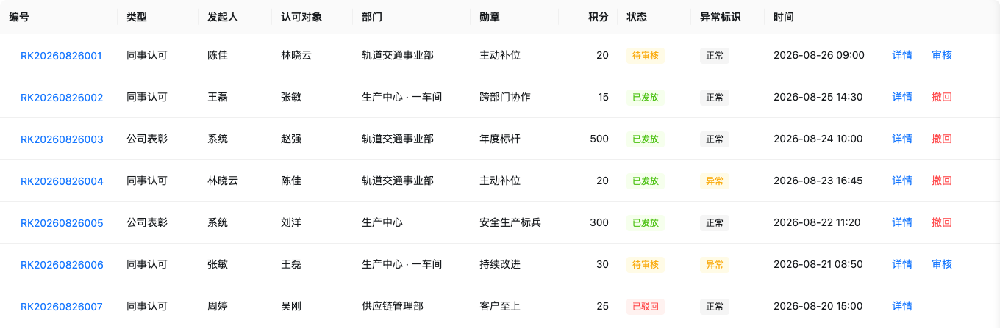 编号 类型 发起人 认可对象 部门 勋章 积分 状态 异常标识 时间
RK20260826001 同事认可 陈佳 林晓云 轨道交通事业部 主动补位 20 待审核 正常 2026-08-26 09:00 详情 审核
RK20260826002 同事认可 王磊 张敏 生产中心 · 一车间 跨部门协作 15 已发放 正常 2026-08-25 14:30 详情 撤回
RK20260826003 公司表彰 系统 赵强 轨道交通事业部 年度标杆 500 已发放 正常 2026-08-24 10:00 详情 撤回
RK20260826004 同事认可 林晓云 陈佳 轨道交通事业部 主动补位 20 已发放 异常 2026-08-23 16:45 详情 撤回
RK20260826005 公司表彰 系统 刘洋 生产中心 安全生产标兵 300 已发放 正常 2026-08-22 11:20 详情 撤回
RK20260826006 同事认可 张敏 王磊 生产中心 · 一车间 持续改进 30 待审核 异常 2026-08-21 08:50 详情 审核
RK20260826007 同事认可 周婷 吴刚 供应链管理部 客户至上 25 已驳回 正常 2026-08-20 15:00 详情